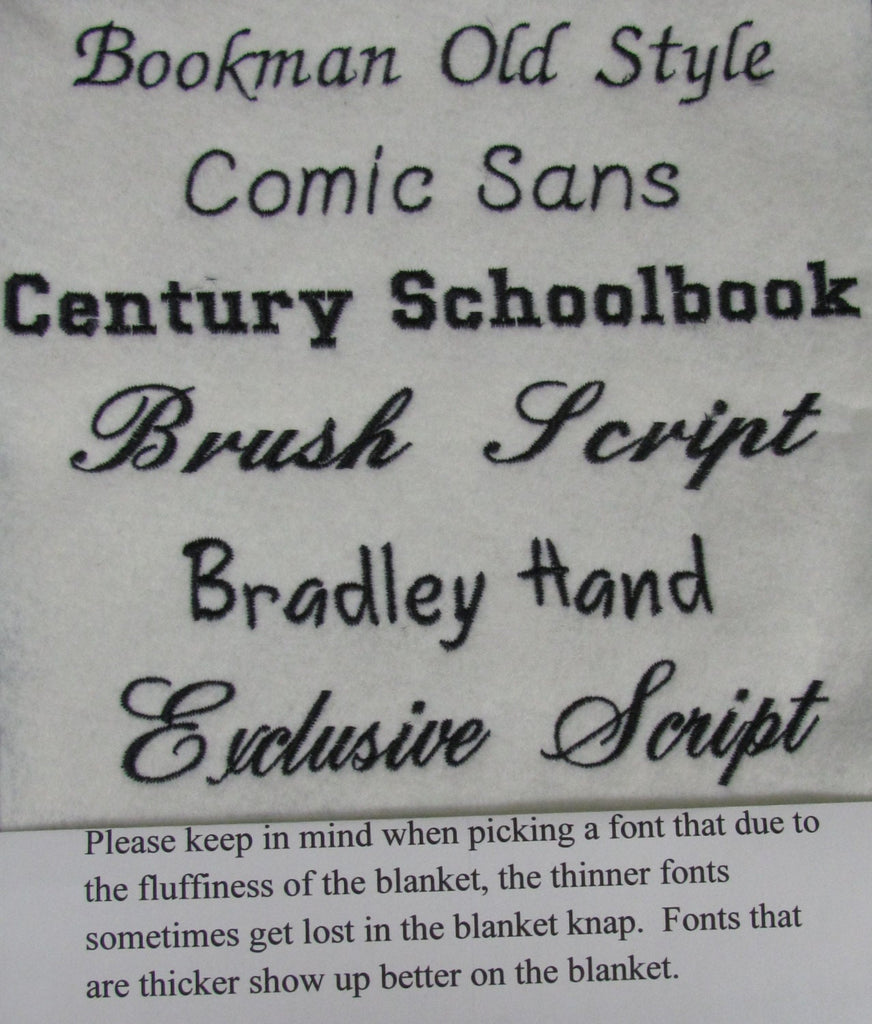 Bookman Old Style
Comic Sans
Century Schoolbook
Brush Script
Bradley Hand
Exclusive Script
Please keep in mind when picking a font that due to
the fluffiness of the blanket, the thinner fonts
sometimes get lost in the blanket knap.  Fonts that
are thicker show up better on the blanket.